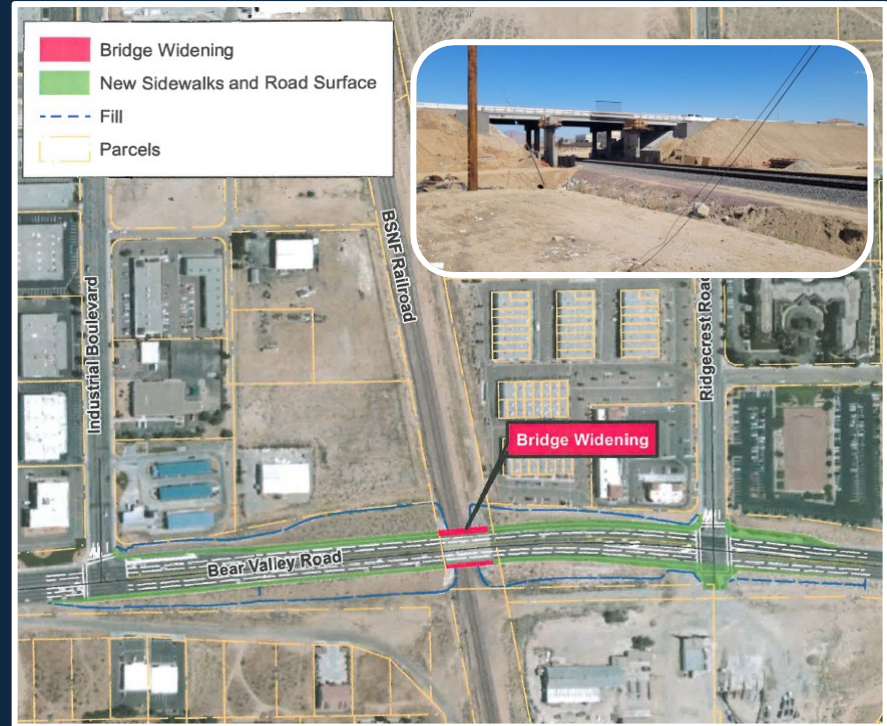 Bridge Widening
New Sidewalks and Road Surface
Fill
Parcels
BSNF Railroad
Industrial Boulevard
Ridgecrest Road
Bridge Widening
Bear Valley Road